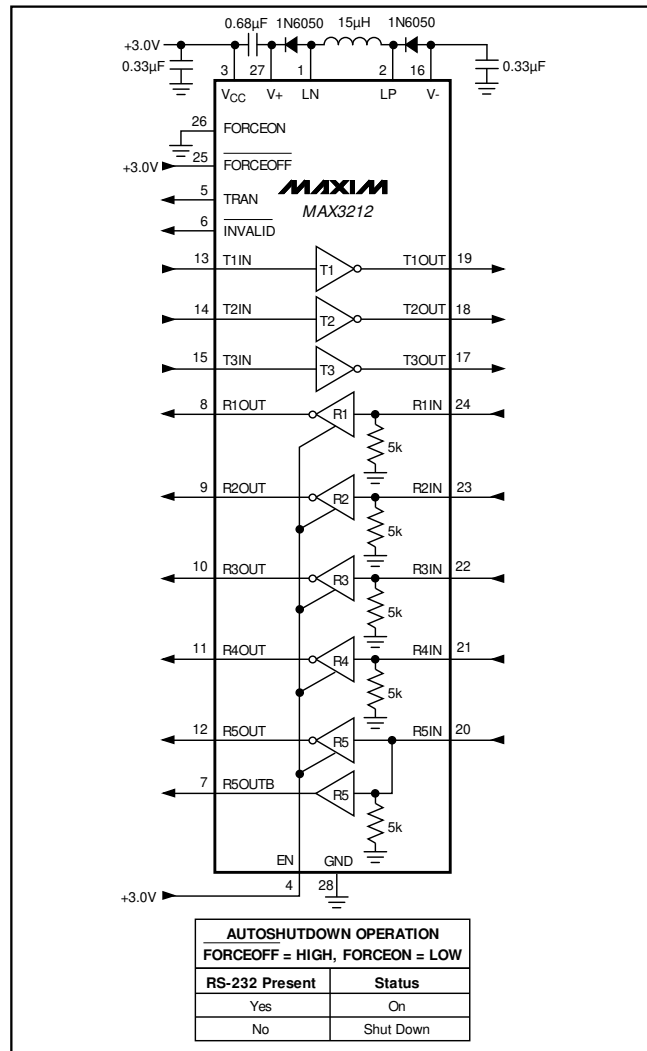 0.68µF 1N6050 15µH 1N6050
+3.0V
0.33µF 3 27 1 2 16 0.33µF
VCC V+ LN LP V-
26 FORCEON
+3.0V 25 FORCEOFF
5 TRAN
6 INVALID
MAXIM
MAX3212
13 T1IN T1 T1OUT 19
14 T2IN T2 T2OUT 18
15 T3IN T3 T3OUT 17
8 R1OUT R1 R1IN 24
5k
9 R2OUT R2 R2IN 23
5k
10 R3OUT R3 R3IN 22
5k
11 R4OUT R4 R4IN 21
5k
12 R5OUT R5 R5IN 20
7 R5OUTB R5
5k
EN GND
+3.0V 4 28
AUTOSHUTDOWN OPERATION
FORCEOFF = HIGH, FORCEON = LOW
RS-232 Present Status
Yes On
No Shut Down